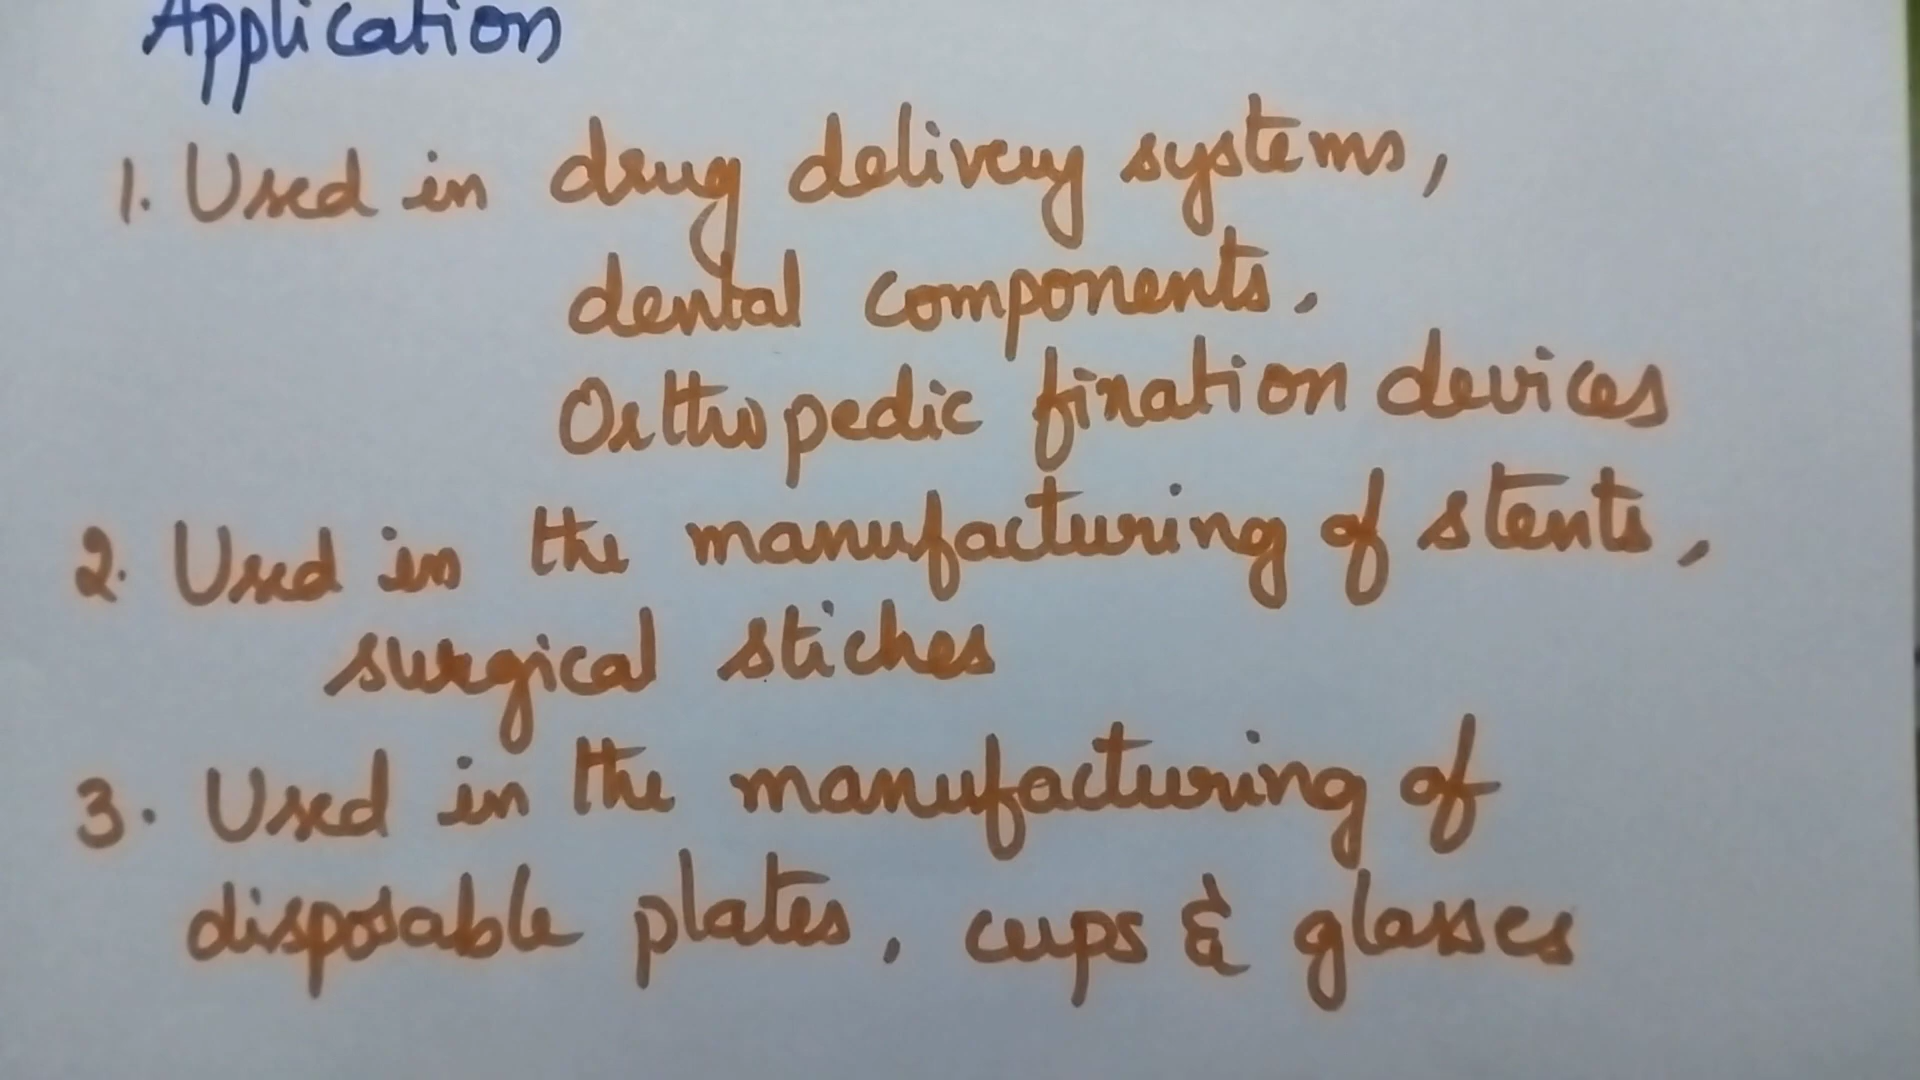 Application
1. Used in drug delivery systems,
dental components.
Orthopedic fixation devices
2. Used in the manufacturing of stents,
surgical stiches
3. Used in the manufacturing of
disposable plates, cups & glasses